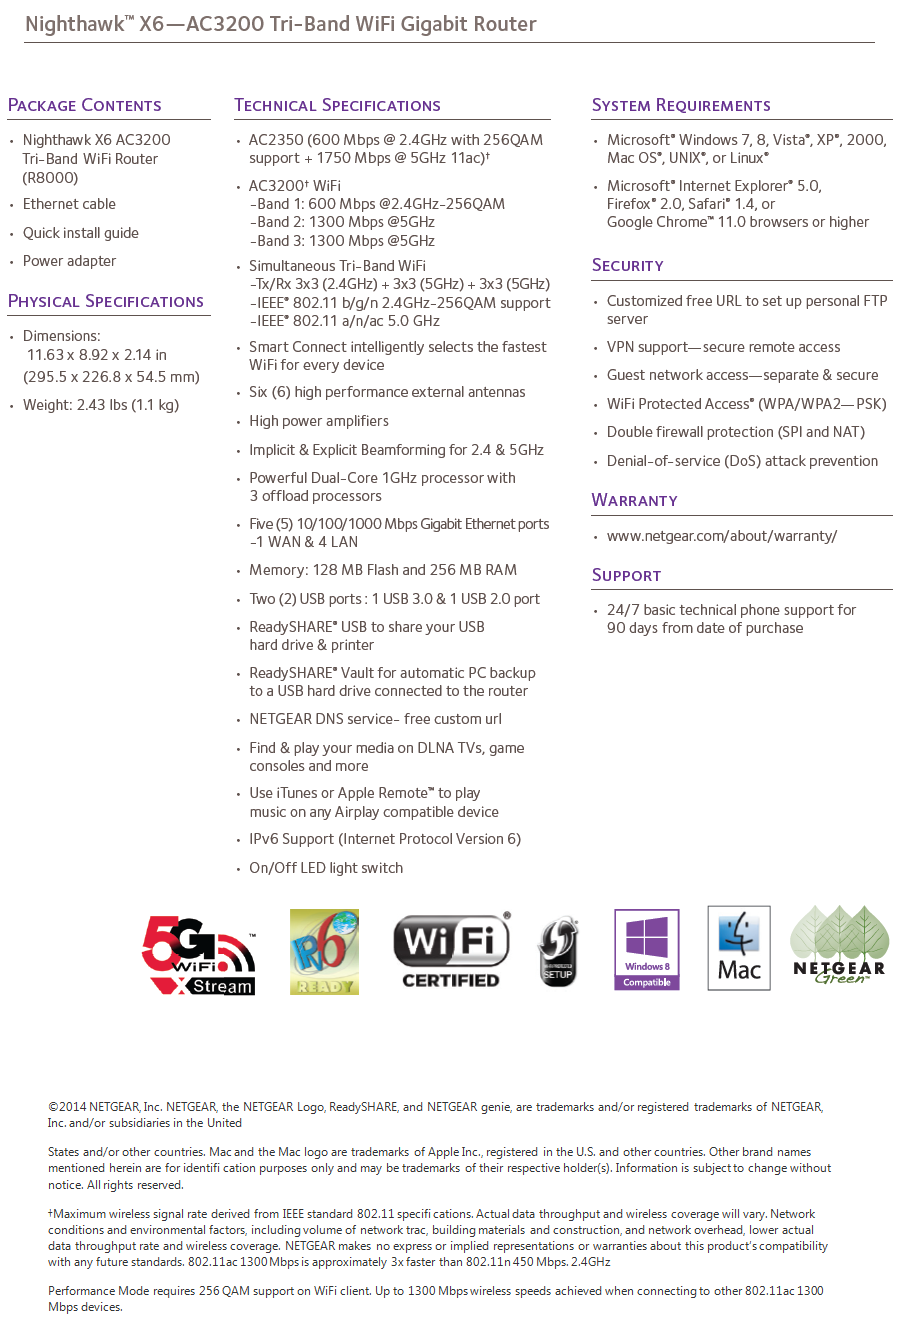 Nighthawk™ X6—AC3200 Tri-Band WiFi Gigabit Router
Package Contents
• Nighthawk X6 AC3200
Tri-Band WiFi Router
(R8000)
• Ethernet cable
• Quick install guide
• Power adapter
Physical Specifications
• Dimensions:
11.63 x 8.92 x 2.14 in
(295.5 x 226.8 x 54.5 mm)
• Weight: 2.43 lbs (1.1 kg)
Technical Specifications
• AC2350 (600 Mbps @ 2.4GHz with 256QAM
support + 1750 Mbps @ 5GHz 11ac)†
• AC3200† WiFi
-Band 1: 600 Mbps @2.4GHz-256QAM
-Band 2: 1300 Mbps @5GHz
-Band 3: 1300 Mbps @5GHz
• Simultaneous Tri-Band WiFi
-Tx/Rx 3x3 (2.4GHz) + 3x3 (5GHz) + 3x3 (5GHz)
-IEEE® 802.11 b/g/n 2.4GHz-256QAM support
-IEEE® 802.11 a/n/ac 5.0 GHz
• Smart Connect intelligently selects the fastest
WiFi for every device
• Six (6) high performance external antennas
• High power amplifiers
• Implicit & Explicit Beamforming for 2.4 & 5GHz
• Powerful Dual-Core 1GHz processor with
3 offload processors
• Five (5) 10/100/1000 Mbps Gigabit Ethernet ports
-1 WAN & 4 LAN
• Memory: 128 MB Flash and 256 MB RAM
• Two (2) USB ports : 1 USB 3.0 & 1 USB 2.0 port
• ReadySHARE® USB to share your USB
hard drive & printer
• ReadySHARE® Vault for automatic PC backup
to a USB hard drive connected to the router
• NETGEAR DNS service- free custom url
• Find & play your media on DLNA TVs, game
consoles and more
• Use iTunes or Apple Remote™ to play
music on any Airplay compatible device
• IPv6 Support (Internet Protocol Version 6)
• On/Off LED light switch
System Requirements
• Microsoft® Windows 7, 8, Vista®, XP®, 2000,
Mac OS®, UNIX®, or Linux®
• Microsoft® Internet Explorer® 5.0,
Firefox® 2.0, Safari® 1.4, or
Google Chrome™ 11.0 browsers or higher
Security
• Customized free URL to set up personal FTP
server
• VPN support—secure remote access
• Guest network access—separate & secure
• WiFi Protected Access® (WPA/WPA2—PSK)
• Double firewall protection (SPI and NAT)
• Denial-of-service (DoS) attack prevention
Warranty
• www.netgear.com/about/warranty/
Support
• 24/7 basic technical phone support for
90 days from date of purchase
5G
WiFi
XStream™
IPv6
READY
Wi Fi®
CERTIFIED
WI-FI PROTECTED
SETUP
Windows 8
Compatible
Mac
NETGEAR
Green™
©2014 NETGEAR, Inc. NETGEAR, the NETGEAR Logo, ReadySHARE, and NETGEAR genie, are trademarks and/or registered trademarks of NETGEAR,
Inc. and/or subsidiaries in the United
States and/or other countries. Mac and the Mac logo are trademarks of Apple Inc., registered in the U.S. and other countries. Other brand names
mentioned herein are for identifi cation purposes only and may be trademarks of their respective holder(s). Information is subject to change without
notice. All rights reserved.
†Maximum wireless signal rate derived from IEEE standard 802.11 specifi cations. Actual data throughput and wireless coverage will vary. Network
conditions and environmental factors, including volume of network trac, building materials and construction, and network overhead, lower actual
data throughput rate and wireless coverage. NETGEAR makes no express or implied representations or warranties about this product's compatibility
with any future standards. 802.11ac 1300 Mbps is approximately 3x faster than 802.11n 450 Mbps. 2.4GHz
Performance Mode requires 256 QAM support on WiFi client. Up to 1300 Mbps wireless speeds achieved when connecting to other 802.11ac 1300
Mbps devices.